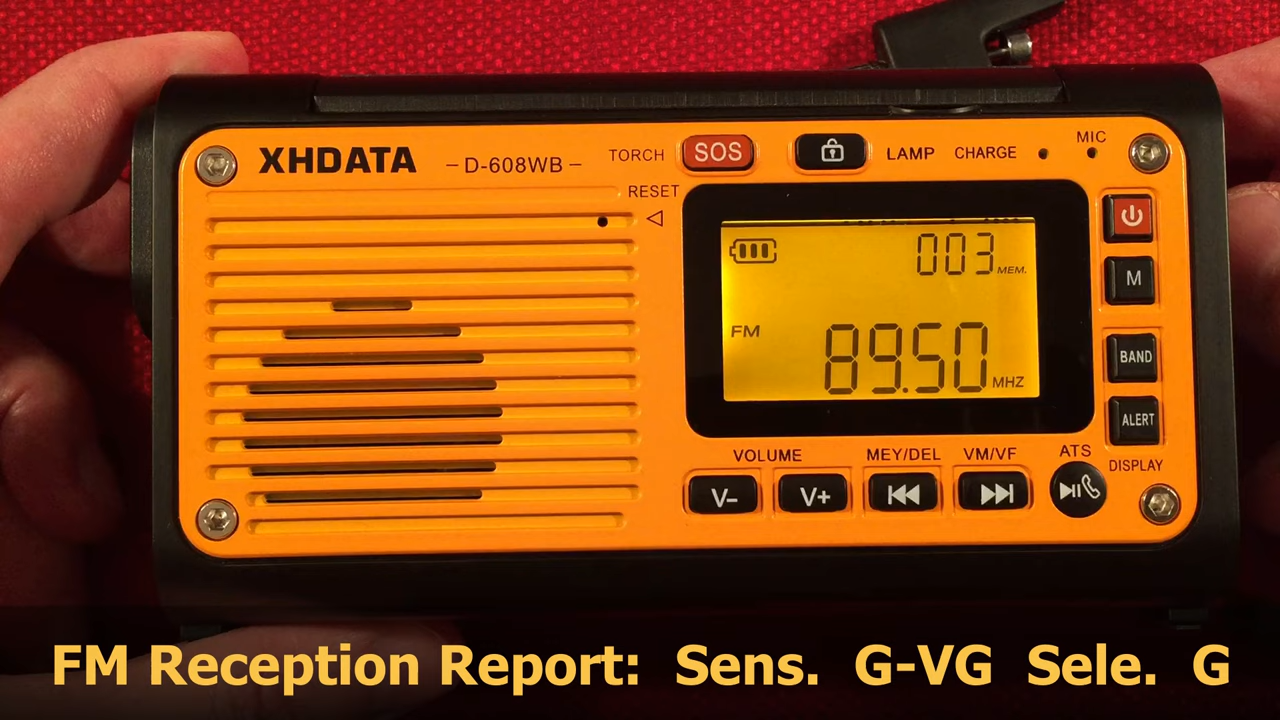 XHDATA
–D-608WB–
TORCH
SOS
LAMP
CHARGE
MIC
RESET
003
MEM.
FM
89.50
MHZ
M
BAND
ALERT
VOLUME
MEY/DEL
VM/VF
ATS
DISPLAY
V-
V+
FM Reception Report: Sens. G-VG Sele. G